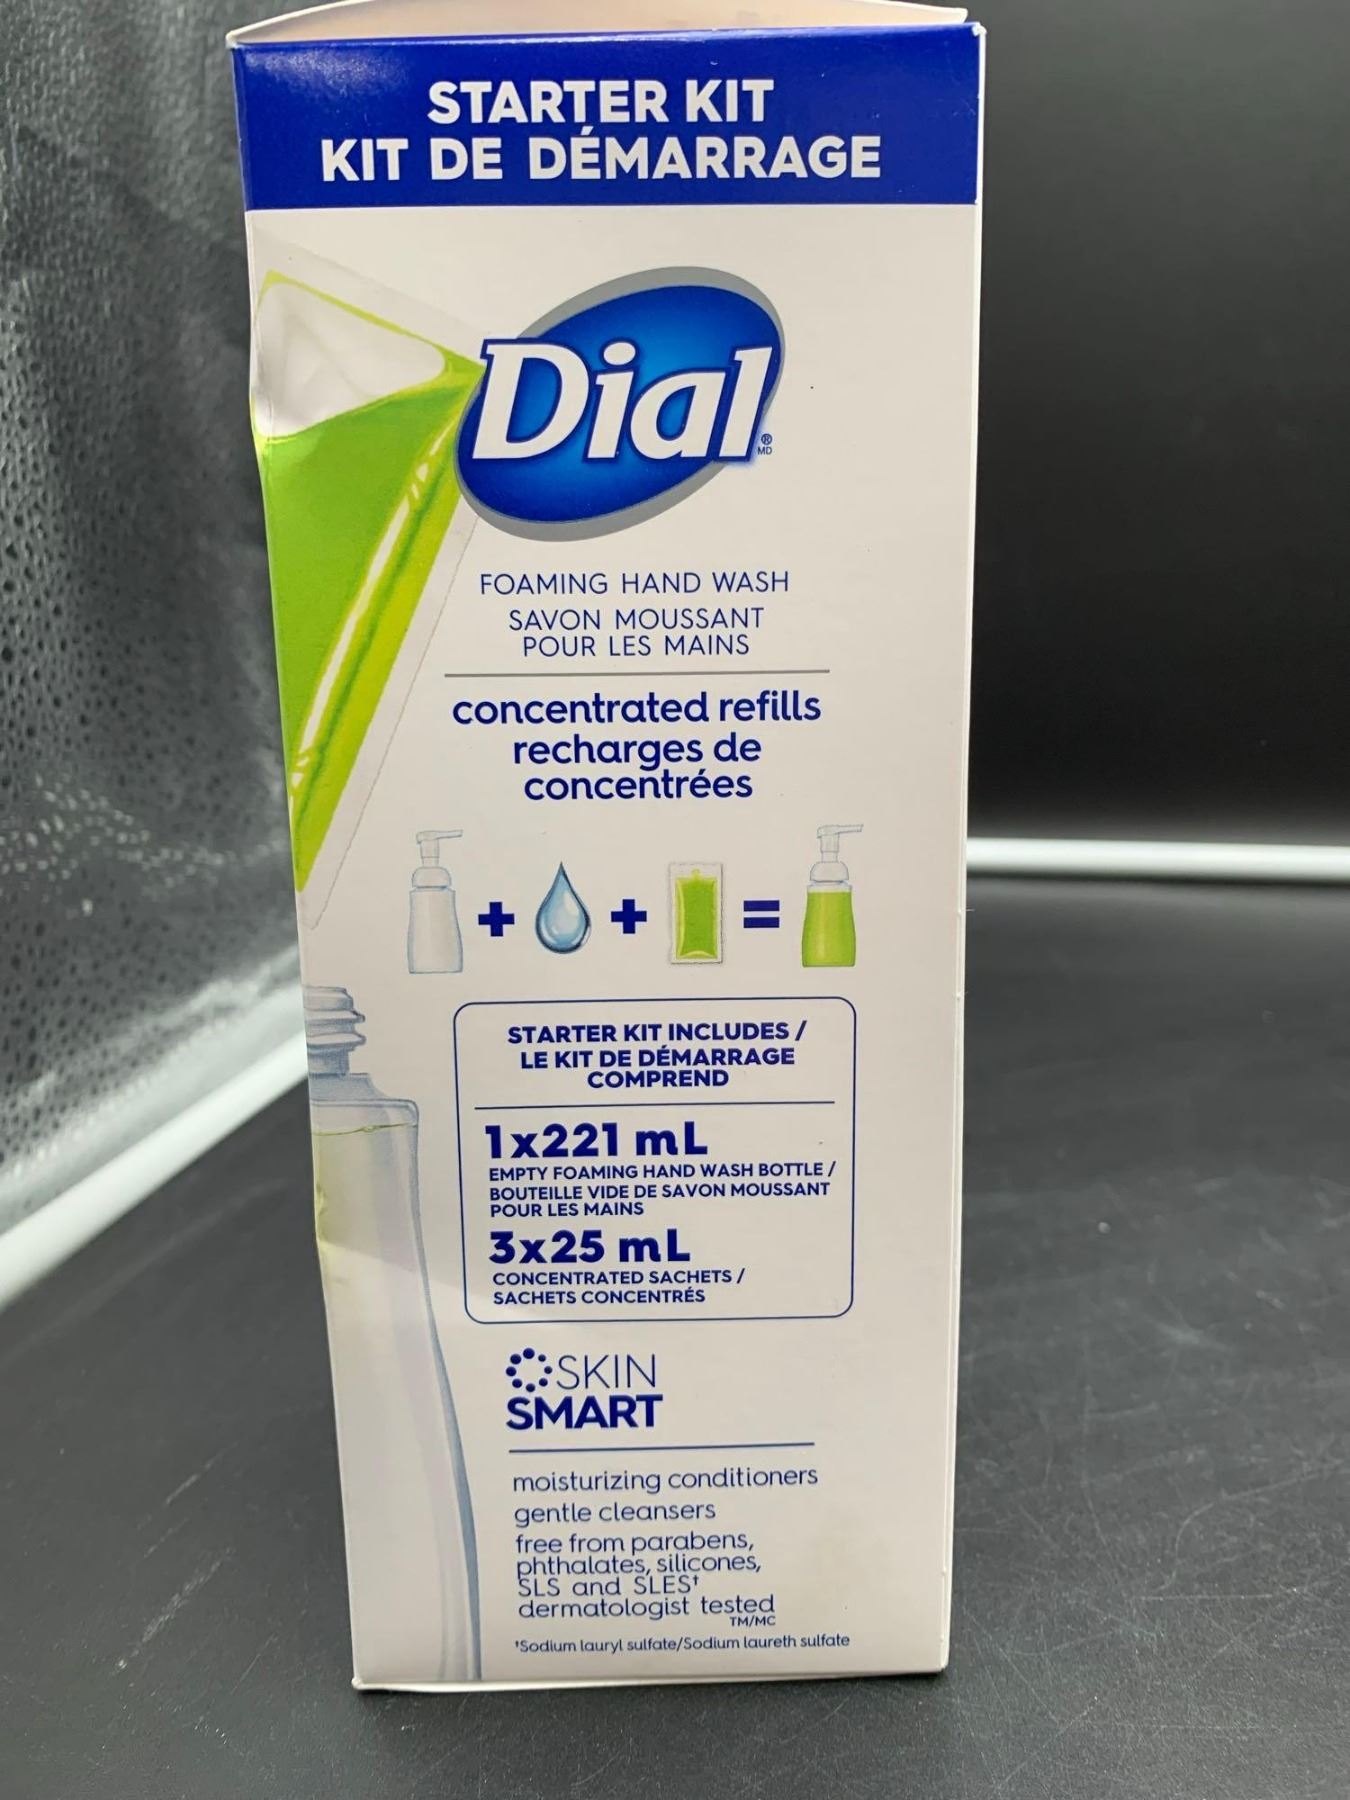 STARTER KIT
KIT DE DÉMARRAGE
Dial
®
MD
FOAMING HAND WASH
SAVON MOUSSANT
POUR LES MAINS
concentrated refills
recharges de
concentrées
+ + =
STARTER KIT INCLUDES /
LE KIT DE DÉMARRAGE
COMPREND
1x221 mL
EMPTY FOAMING HAND WASH BOTTLE /
BOUTEILLE VIDE DE SAVON MOUSSANT
POUR LES MAINS
3x25 mL
CONCENTRATED SACHETS /
SACHETS CONCENTRÉS
SKIN
SMART
moisturizing conditioners
gentle cleansers
free from parabens,
phthalates, silicones,
SLS and SLES†
dermatologist tested
TM/MC
†Sodium lauryl sulfate/Sodium laureth sulfate